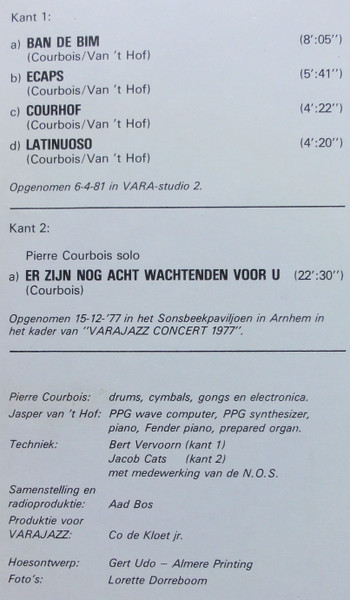 Kant 1:
a) BAN DE BIM (8':05'')
(Courbois/Van 't Hof)
b) ECAPS (5':41'')
(Courbois/Van 't Hof)
c) COURHOF (4':22'')
(Courbois/Van 't Hof)
d) LATINUOSO (4':20'')
(Courbois/Van 't Hof)
Opgenomen 6-4-81 in VARA-studio 2.
Kant 2:
Pierre Courbois solo
a) ER ZIJN NOG ACHT WACHTENDEN VOOR U (22':30'')
(Courbois)
Opgenomen 15-12-'77 in het Sonsbeekpaviljoen in Arnhem in
het kader van "VARAJAZZ CONCERT 1977".
Pierre Courbois: drums, cymbals, gongs en electronica.
Jasper van 't Hof: PPG wave computer, PPG synthesizer,
piano, Fender piano, prepared organ.
Techniek: Bert Vervoorn (kant 1)
Jacob Cats (kant 2)
met medewerking van de N.O.S.
Samenstelling en
radioproduktie: Aad Bos
Produktie voor
VARAJAZZ: Co de Kloet jr.
Hoesontwerp: Gert Udo – Almere Printing
Foto's: Lorette Dorreboom